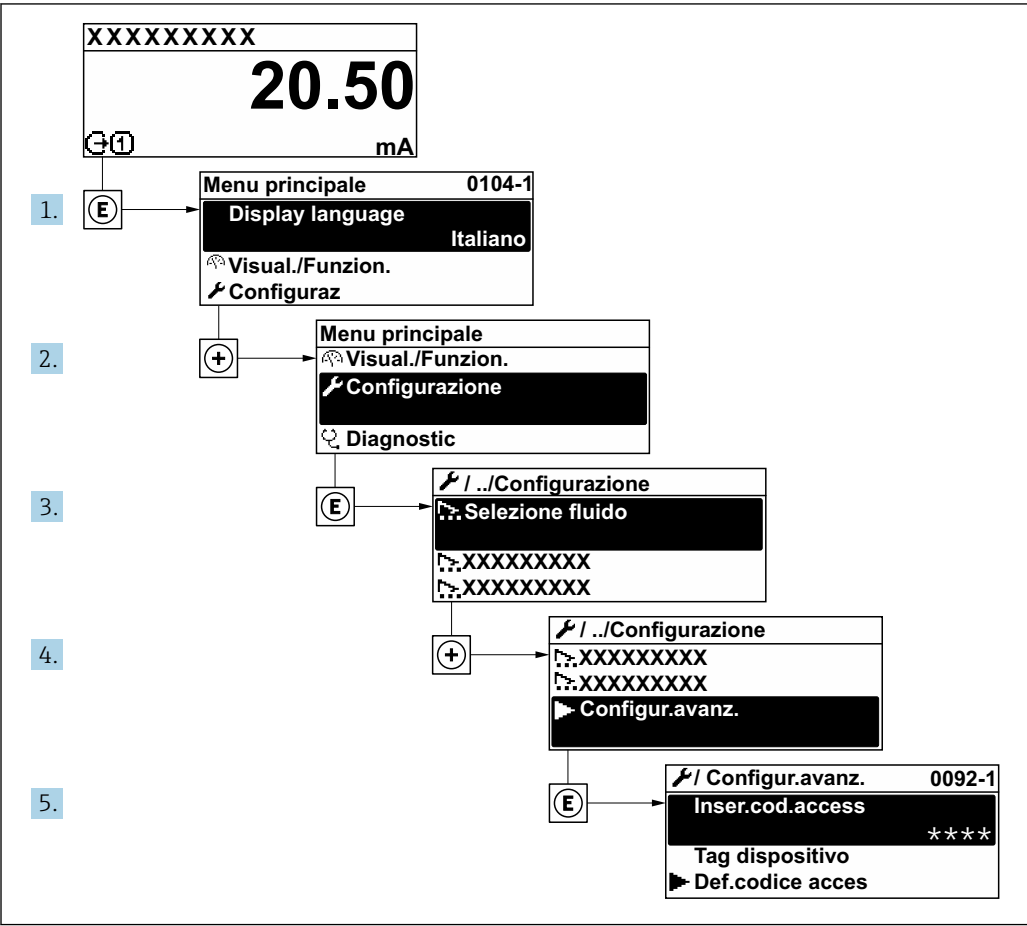 XXXXXXXXX
20.50
1 mA
Menu principale 0104-1
1. E Display language
Italiano
Visual./Funzion.
Configuraz
Menu principale
2. + Visual./Funzion.
Configurazione
Diagnostic
/ ../Configurazione
3. E Selezione fluido
XXXXXXXXX
XXXXXXXXX
/ ../Configurazione
4. + XXXXXXXXX
XXXXXXXXX
Configur.avanz.
/ Configur.avanz. 0092-1
5. E Inser.cod.access
****
Tag dispositivo
Def.codice acces